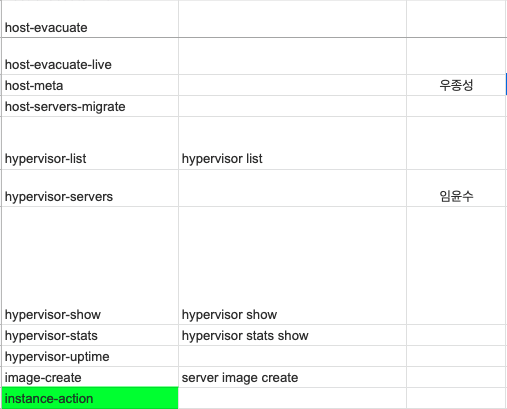 host-evacuate
host-evacuate-live
host-meta 우종성
host-servers-migrate
hypervisor-list hypervisor list
hypervisor-servers 임윤수
hypervisor-show hypervisor show
hypervisor-stats hypervisor stats show
hypervisor-uptime
image-create server image create
instance-action